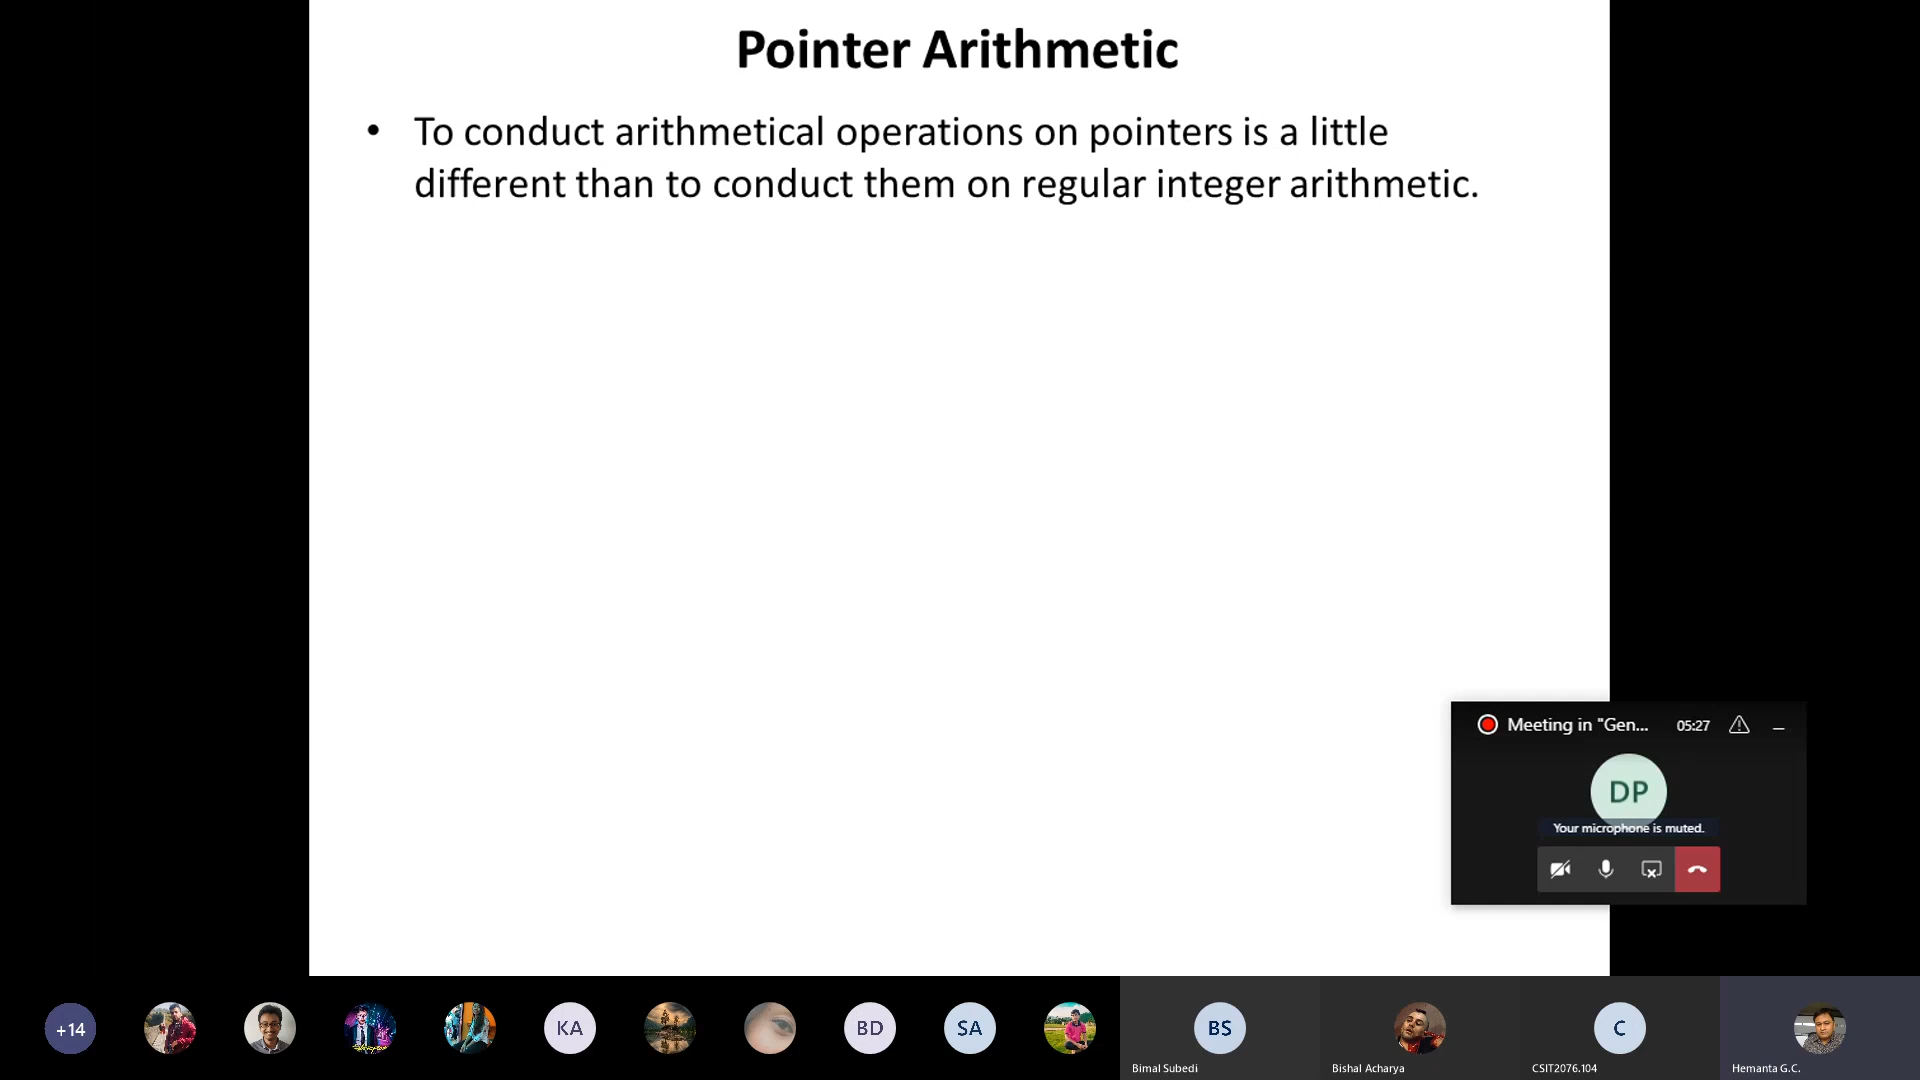 Pointer Arithmetic
• To conduct arithmetical operations on pointers is a little
different than to conduct them on regular integer arithmetic.
Meeting in "Gen... 05:27
DP
Your microphone is muted.
+14
KA
BD
SA
BS
C
Bimal Subedi
Bishal Acharya
CSIT2076.104
Hemanta G.C.